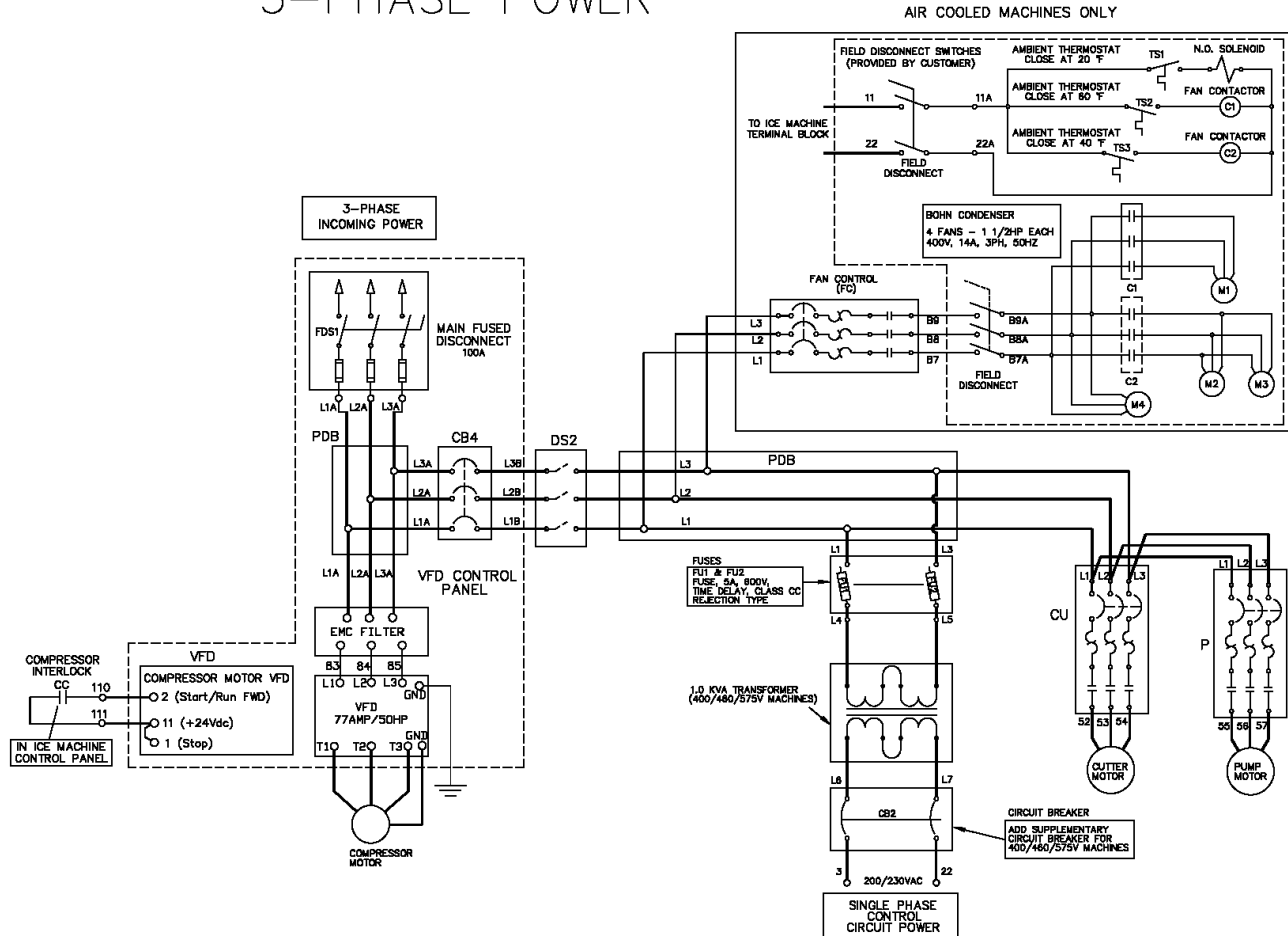 3-PHASE POWER
AIR COOLED MACHINES ONLY
FIELD DISCONNECT SWITCHES
(PROVIDED BY CUSTOMER)
AMBIENT THERMOSTAT
CLOSE AT 20 °F
TS1
N.O. SOLENOID
11
11A
AMBIENT THERMOSTAT
CLOSE AT 60 °F
TS2
FAN CONTACTOR
C1
TO ICE MACHINE
TERMINAL BLOCK
22
22A
FIELD
DISCONNECT
AMBIENT THERMOSTAT
CLOSE AT 40 °F
TS3
FAN CONTACTOR
C2
BOHN CONDENSER
4 FANS - 1 1/2HP EACH
400V, 14A, 3PH, 50HZ
C1
M1
FAN CONTROL
(FC)
L3
L2
L1
B9
B8
B7
B9A
B8A
B7A
FIELD
DISCONNECT
C2
M2
M3
M4
3-PHASE
INCOMING POWER
FDS1
MAIN FUSED
DISCONNECT
100A
L1A
L2A
L3A
PDB
CB4
DS2
PDB
L3A
L3B
L3
L2A
L2B
L2
L1A
L1B
L1
L1A
L2A
L3A
VFD CONTROL
PANEL
EMC FILTER
83
84
85
L1
L2
L3
GND
VFD
77AMP/50HP
GND
T1
T2
T3
COMPRESSOR
MOTOR
VFD
COMPRESSOR MOTOR VFD
2 (Start/Run FWD)
11 (+24Vdc)
1 (Stop)
COMPRESSOR
INTERLOCK
CC
110
111
IN ICE MACHINE
CONTROL PANEL
FUSES
FU1 & FU2
FUSE, 5A, 600V,
TIME DELAY, CLASS CC
REJECTION TYPE
L1
L3
L4
L5
1.0 KVA TRANSFORMER
(400/460/575V MACHINES)
L6
L7
CB2
CIRCUIT BREAKER
ADD SUPPLEMENTARY
CIRCUIT BREAKER FOR
400/460/575V MACHINES
3
200/230VAC
22
SINGLE PHASE
CONTROL
CIRCUIT POWER
CU
L1
L2
L3
52
53
54
CUTTER
MOTOR
P
L1
L2
L3
55
56
57
PUMP
MOTOR